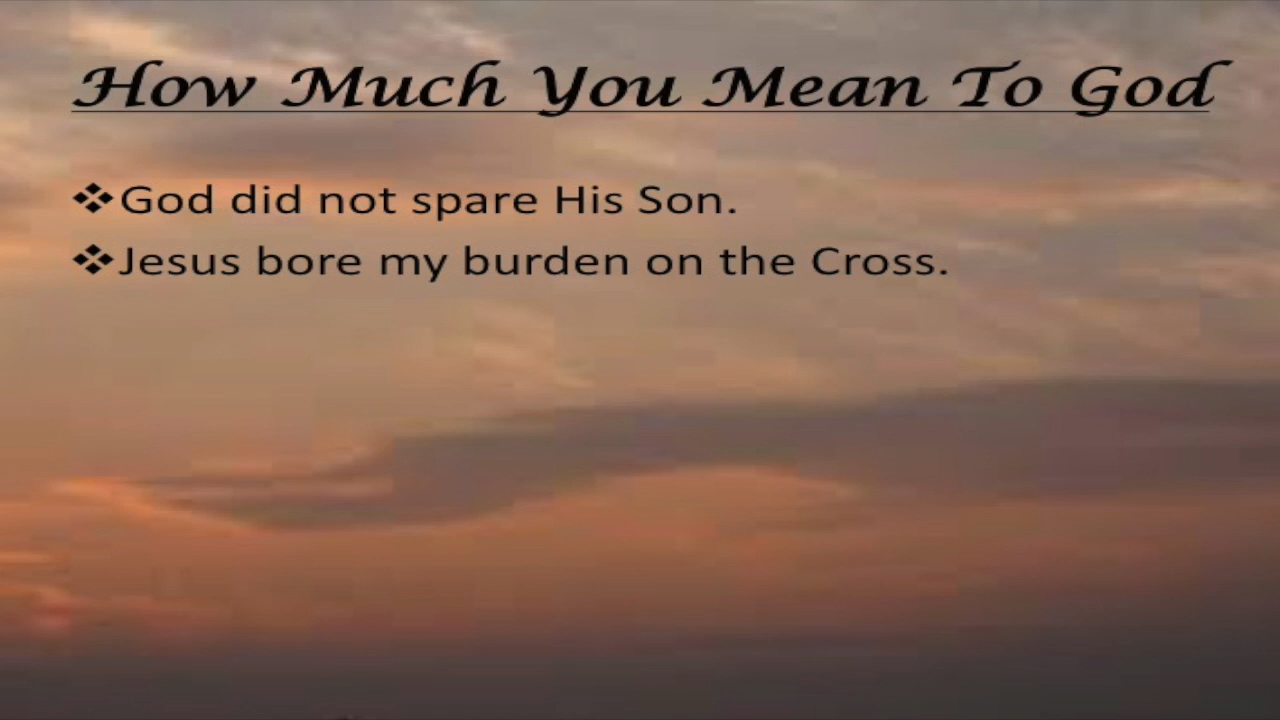 How Much You Mean To God
❖God did not spare His Son.
❖Jesus bore my burden on the Cross.